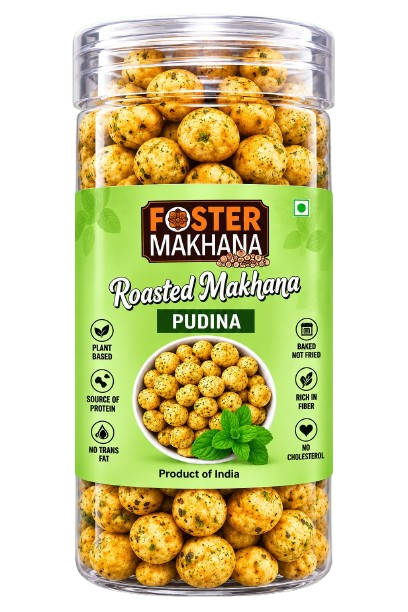 FOSTER
MAKHANA
Roasted Makhana
PUDINA
PLANT
BASED
SOURCE OF
PROTEIN
NO TRANS
FAT
BAKED
NOT FRIED
RICH IN
FIBER
NO
CHOLESTEROL
Product of India